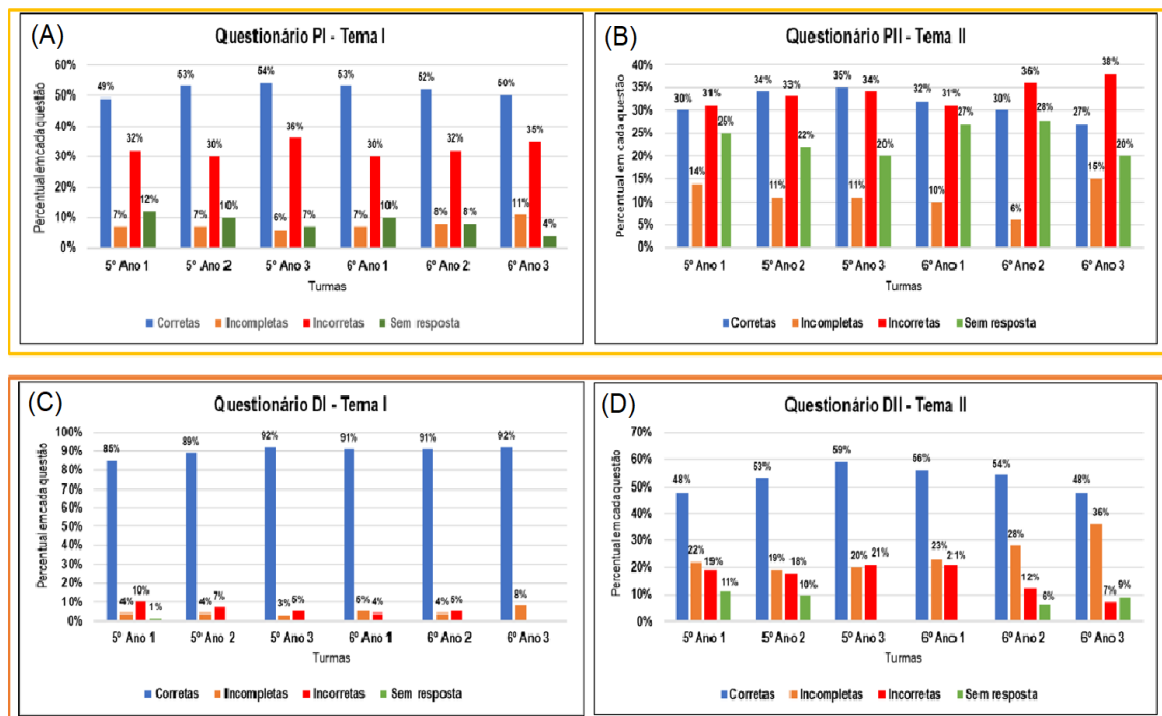 (A)
Questionário PI - Tema I
Percentual em cada questão
60%
50%
40%
30%
20%
10%
0%
49% 7% 32% 12%
53% 7% 30% 10%
54% 6% 36% 7%
53% 7% 30% 10%
52% 8% 32% 8%
50% 11% 35% 4%
5º Ano 1 5º Ano 2 5º Ano 3 6º Ano 1 6º Ano 2 6º Ano 3
Turmas
Corretas Incompletas Incorretas Sem resposta
(B)
Questionário PII - Tema II
Percentual em cada questão
40%
35%
30%
25%
20%
15%
10%
5%
0%
30% 14% 31% 25%
34% 11% 33% 22%
35% 11% 34% 20%
32% 10% 31% 27%
30% 6% 36% 28%
27% 15% 38% 20%
5º Ano 1 5º Ano 2 5º Ano 3 6º Ano 1 6º Ano 2 6º Ano 3
Turmas
Corretas Incompletas Incorretas Sem resposta
(C)
Questionário DI - Tema I
Percentual em cada questão
100%
90%
80%
70%
60%
50%
40%
30%
20%
10%
0%
85% 4% 10% 1%
89% 4% 7%
92% 3% 5%
91% 5% 4%
91% 4% 5%
92% 8%
5º Ano 1 5º Ano 2 5º Ano 3 6º Ano 1 6º Ano 2 6º Ano 3
Turmas
Corretas Incompletas Incorretas Sem resposta
(D)
Questionário DII - Tema II
Percentual em cada questão
70%
60%
50%
40%
30%
20%
10%
0%
48% 22% 19% 11%
53% 19% 18% 10%
59% 20% 21%
56% 23% 21%
54% 28% 12% 6%
48% 36% 7% 9%
5º Ano 1 5º Ano 2 5º Ano 3 6º Ano 1 6º Ano 2 6º Ano 3
Turmas
Corretas Incompletas Incorretas Sem resposta